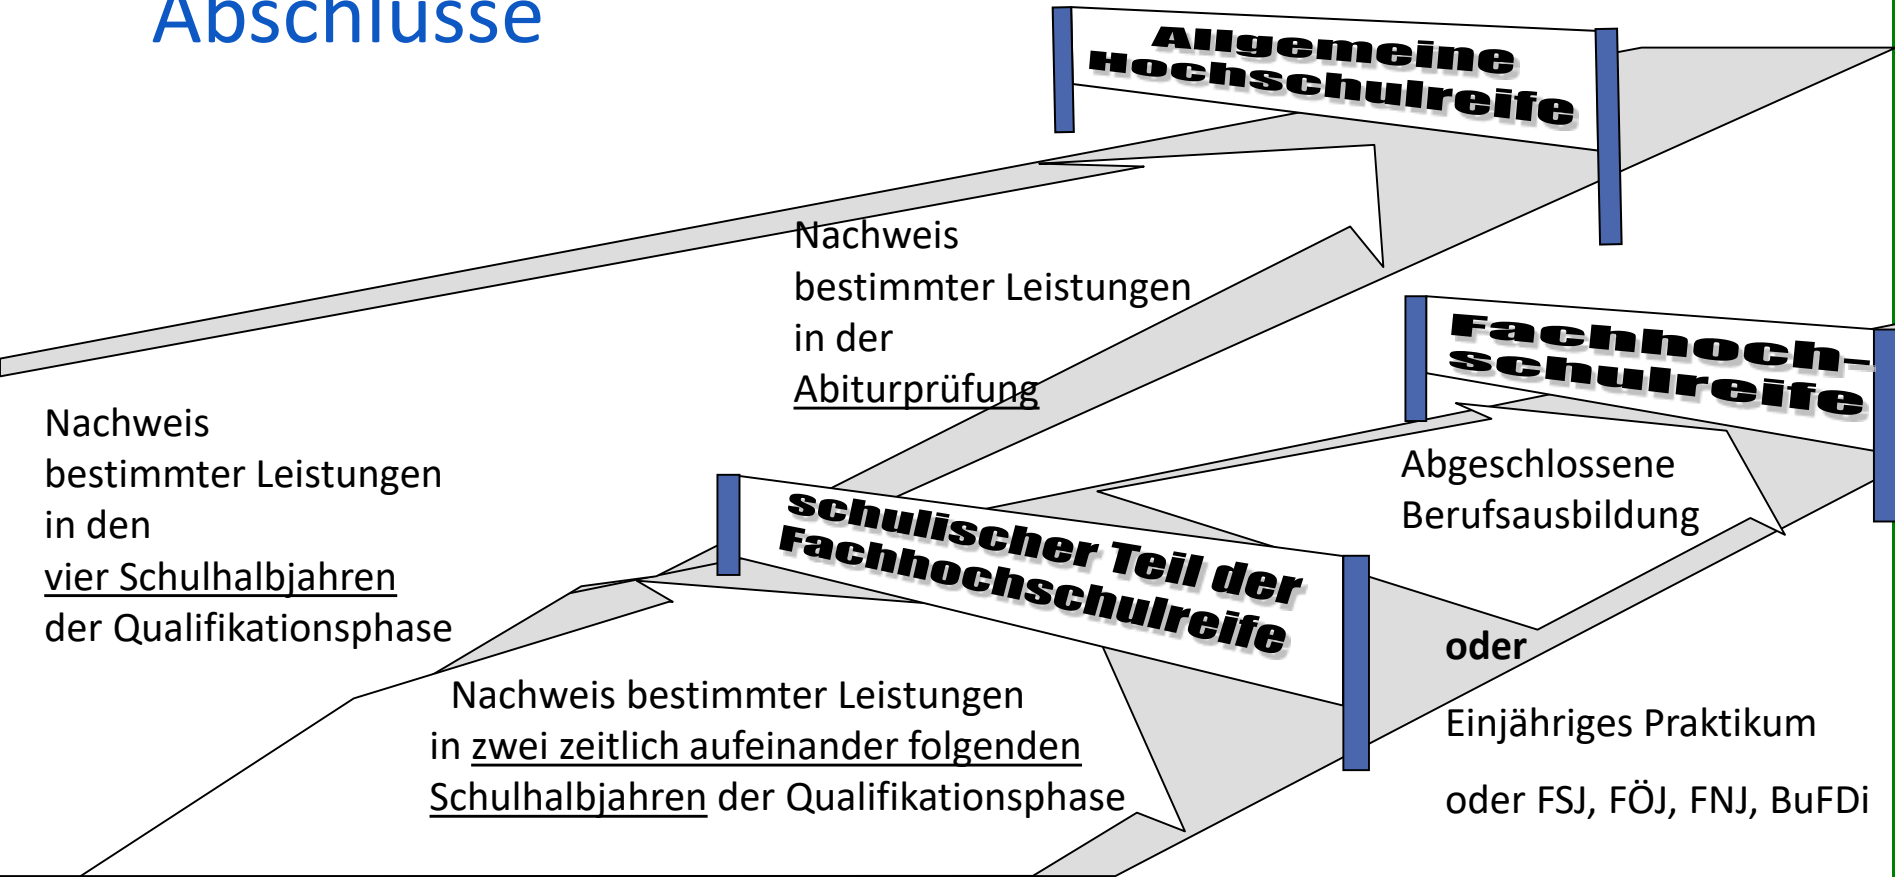 Abschlüsse
Allgemeine
Hochschulreife
Nachweis
bestimmter Leistungen
in der
Abiturprüfung
Fachhoch-
schulreife
Nachweis
bestimmter Leistungen
in den
vier Schulhalbjahren
der Qualifikationsphase
Abgeschlossene
Berufsausbildung
schulischer Teil der
Fachhochschulreife
oder
Einjähriges Praktikum
oder FSJ, FÖJ, FNJ, BuFDi
Nachweis bestimmter Leistungen
in zwei zeitlich aufeinander folgenden
Schulhalbjahren der Qualifikationsphase